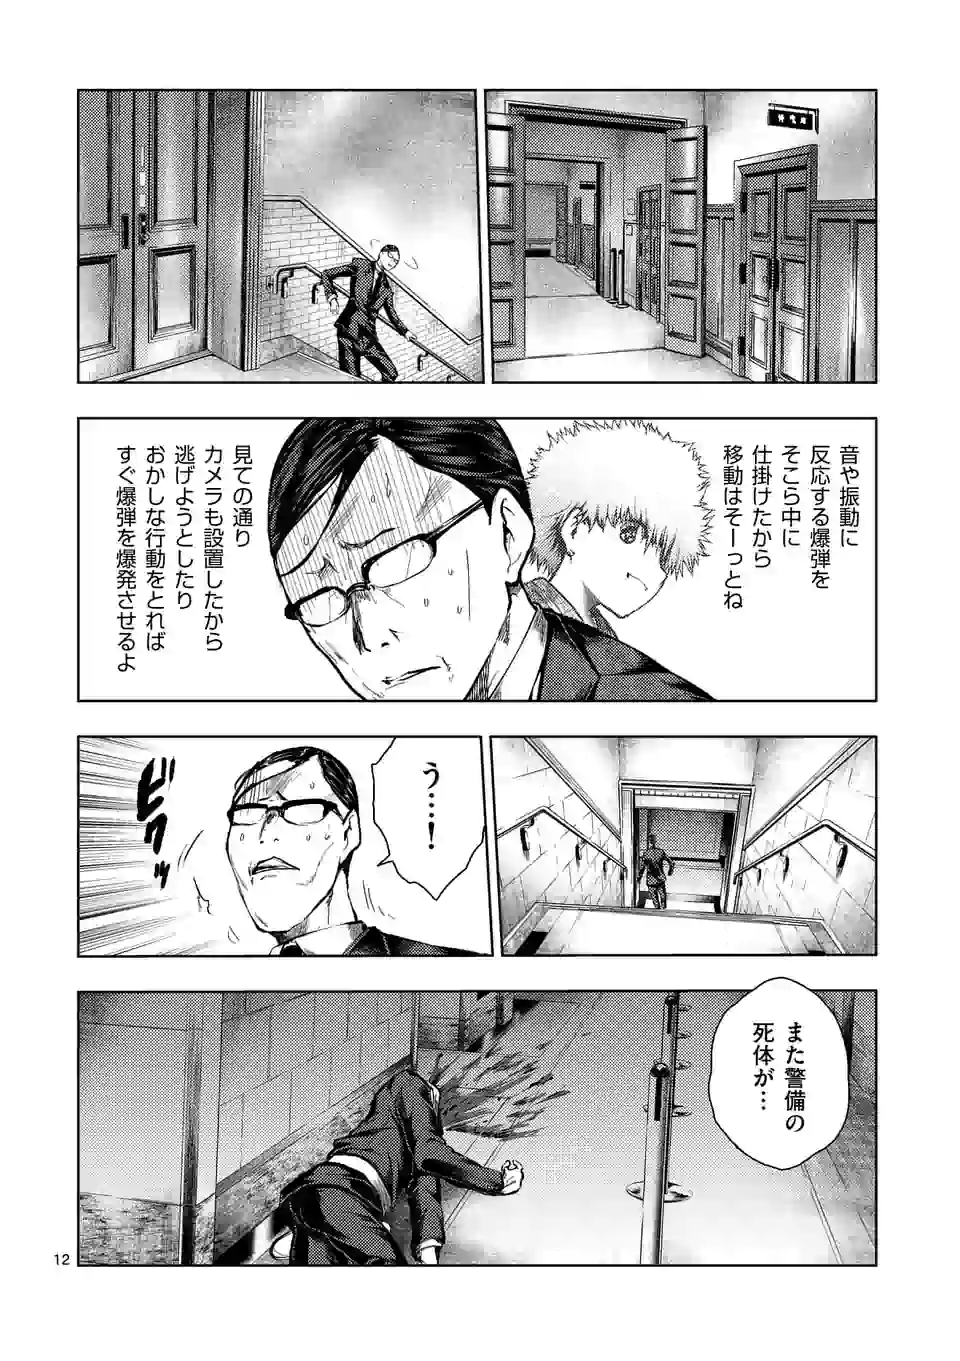 音や振動に
反応する爆弾を
そこら中に
仕掛けたから
移動はそーっとね
見ての通り
カメラも設置したから
逃げようとしたり
おかしな行動をとれば
すぐ爆弾を爆発させるよ
う…！
ビクッ
また警備の
死体が…
12